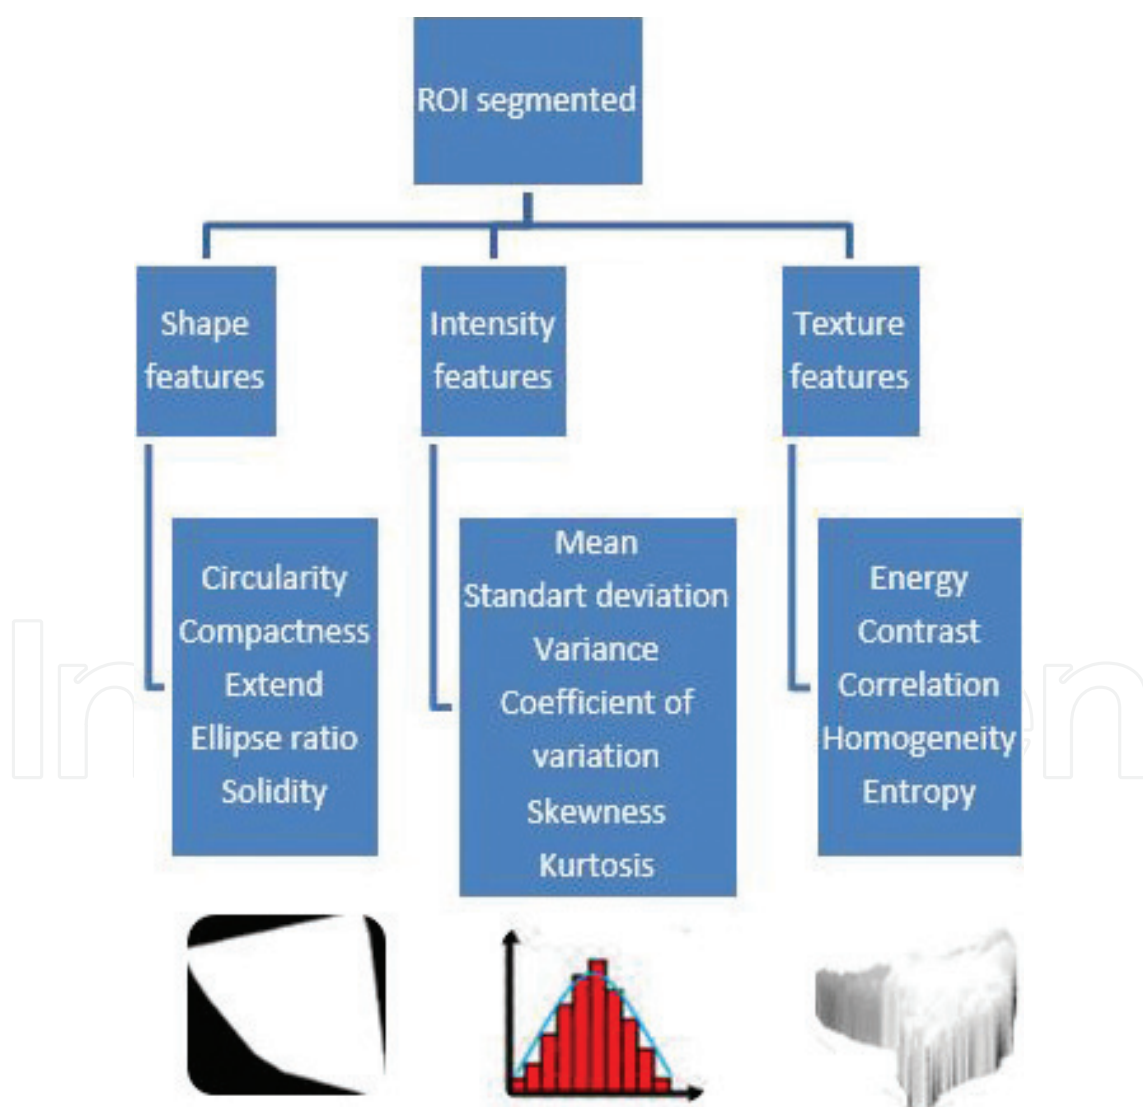 ROI segmented
Shape
features
Intensity
features
Texture
features
Circularity
Compactness
Extend
Ellipse ratio
Solidity
Mean
Standart deviation
Variance
Coefficient of
variation
Skewness
Kurtosis
Energy
Contrast
Correlation
Homogeneity
Entropy